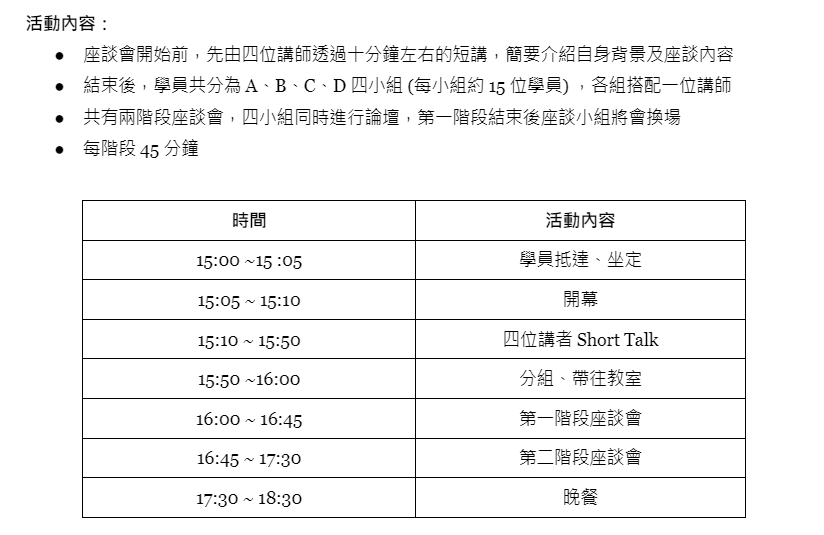 活動內容：
● 座談會開始前，先由四位講師透過十分鐘左右的短講，簡要介紹自身背景及座談內容
● 結束後，學員共分為 A、B、C、D 四小組 (每小組約 15 位學員) ，各組搭配一位講師
● 共有兩階段座談會，四小組同時進行論壇，第一階段結束後座談小組將會換場
● 每階段 45 分鐘
時間 活動內容
15:00 ~15 :05 學員抵達、坐定
15:05 ~ 15:10 開幕
15:10 ~ 15:50 四位講者 Short Talk
15:50 ~16:00 分組、帶往教室
16:00 ~ 16:45 第一階段座談會
16:45 ~ 17:30 第二階段座談會
17:30 ~ 18:30 晚餐